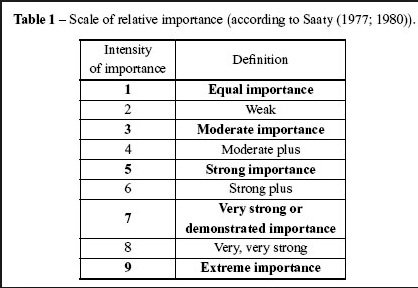 Table 1 – Scale of relative importance (according to Saaty (1977; 1980)).
Intensity of importance Definition
1 Equal importance
2 Weak
3 Moderate importance
4 Moderate plus
5 Strong importance
6 Strong plus
7 Very strong or demonstrated importance
8 Very, very strong
9 Extreme importance